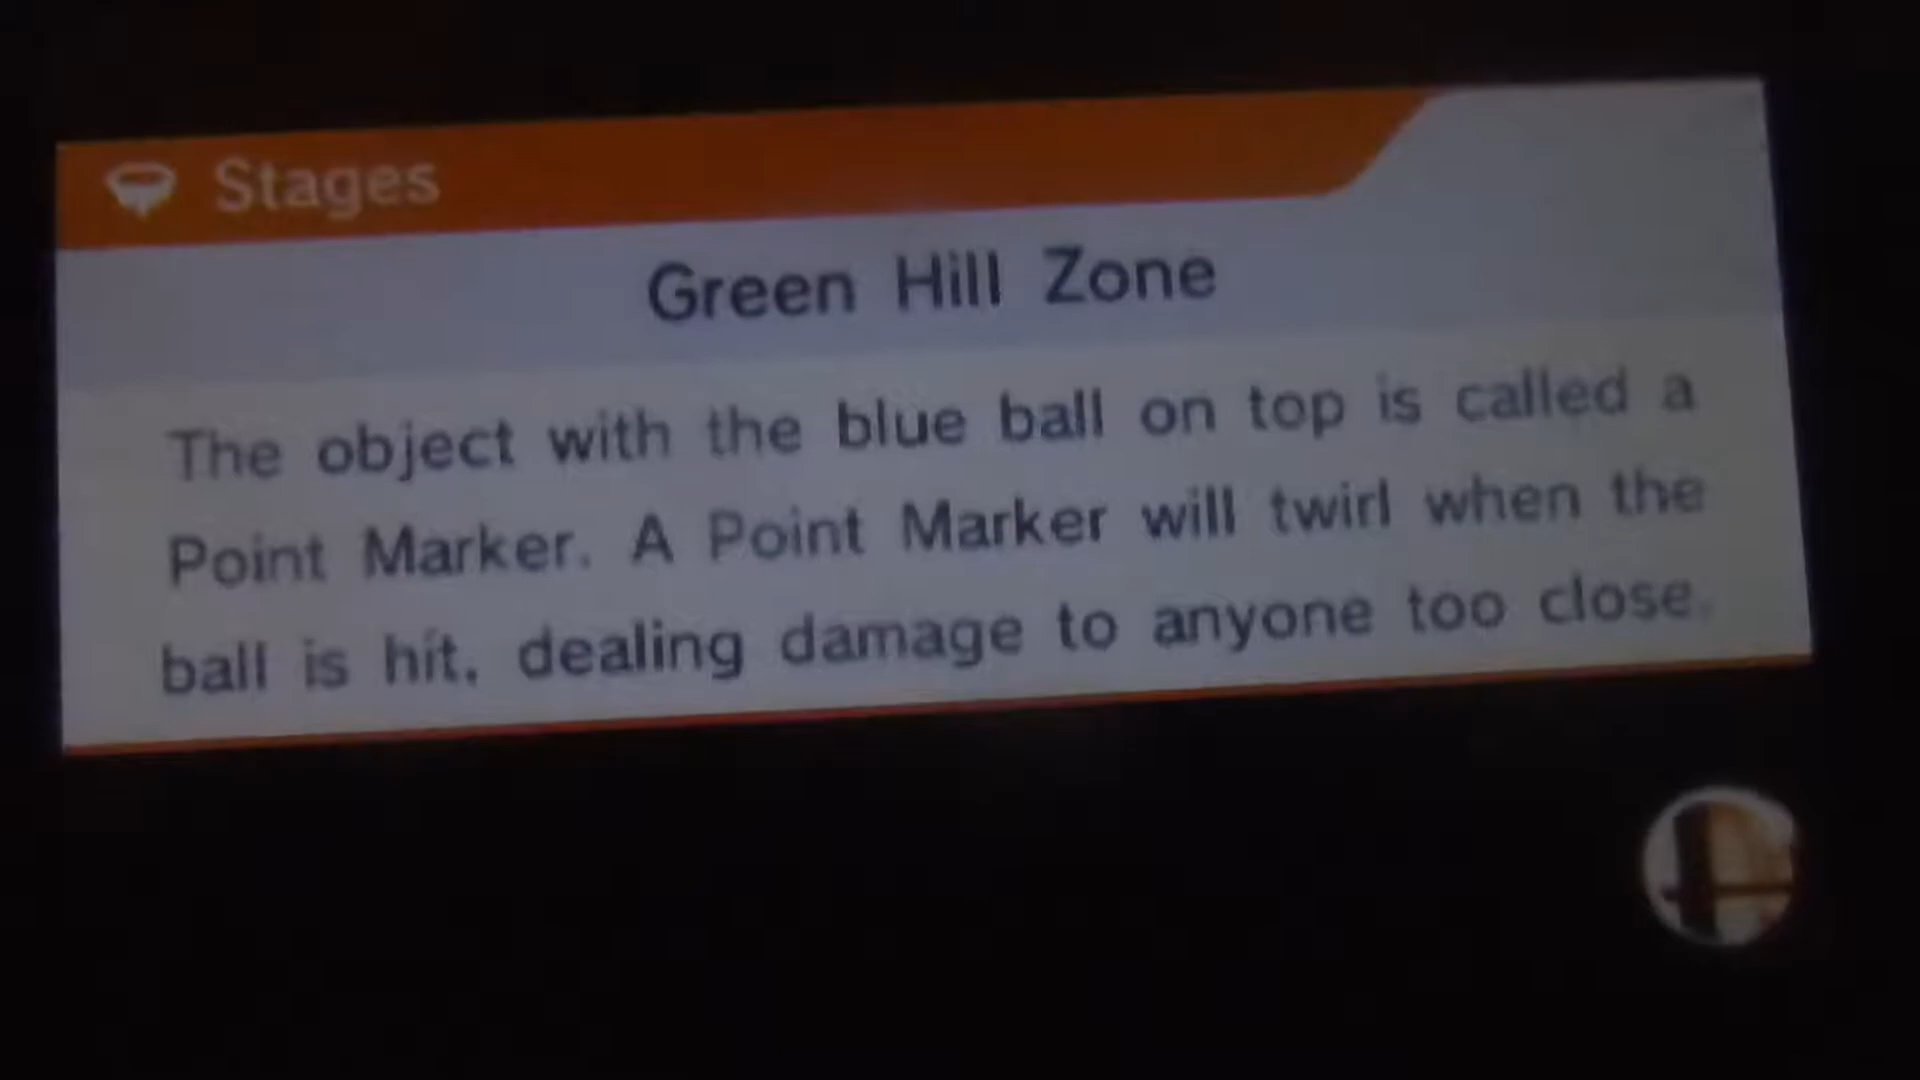 Stages
Green Hill Zone
The object with the blue ball on top is called a
Point Marker. A Point Marker will twirl when the
ball is hit, dealing damage to anyone too close.